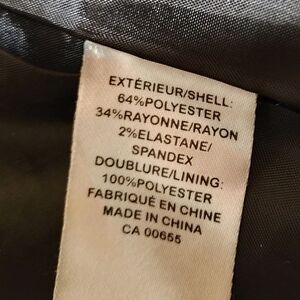 EXTÉRIEUR/SHELL:
64%POLYESTER
34%RAYONNE/RAYON
2%ELASTANE/
SPANDEX
DOUBLURE/LINING:
100%POLYESTER
FABRIQUÉ EN CHINE
MADE IN CHINA
CA 00655